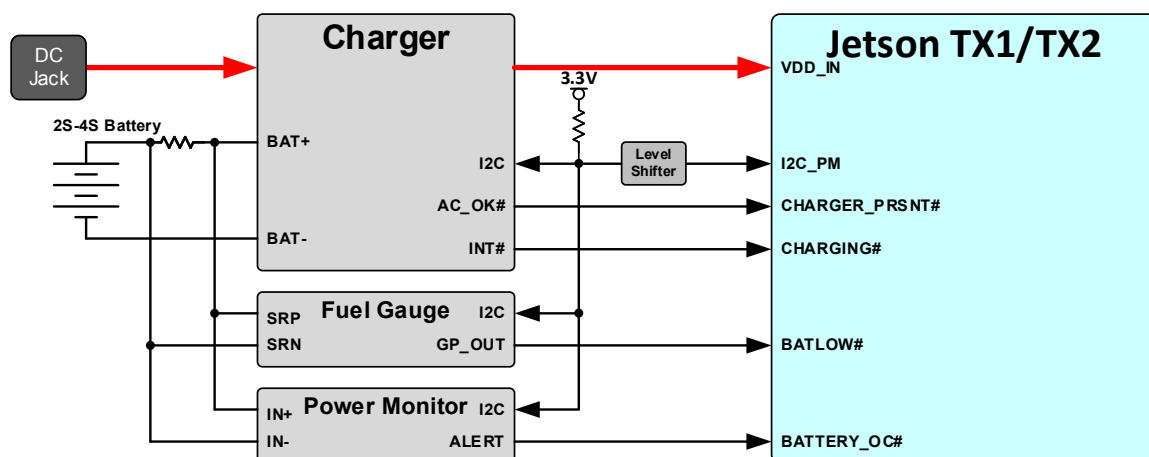 Charger
Jetson TX1/TX2
DC
Jack
VDD_IN
3.3V
2S-4S Battery
BAT+
I2C
Level
Shifter
I2C_PM
AC_OK#
CHARGER_PRSNT#
BAT-
INT#
CHARGING#
Fuel Gauge
SRP
I2C
SRN
GP_OUT
BATLOW#
Power Monitor
IN+
I2C
IN-
ALERT
BATTERY_OC#